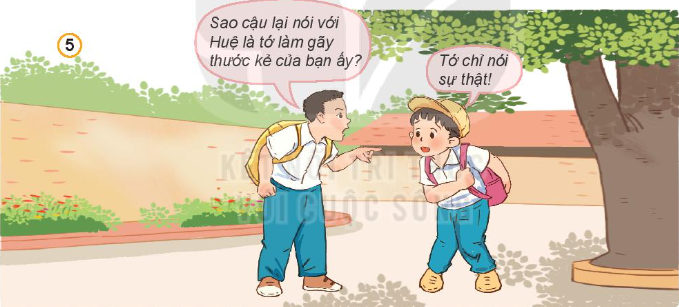 5
Sao cậu lại nói với
Huệ là tớ làm gãy
thước kẻ của bạn ấy?
Tớ chỉ nói
sự thật!